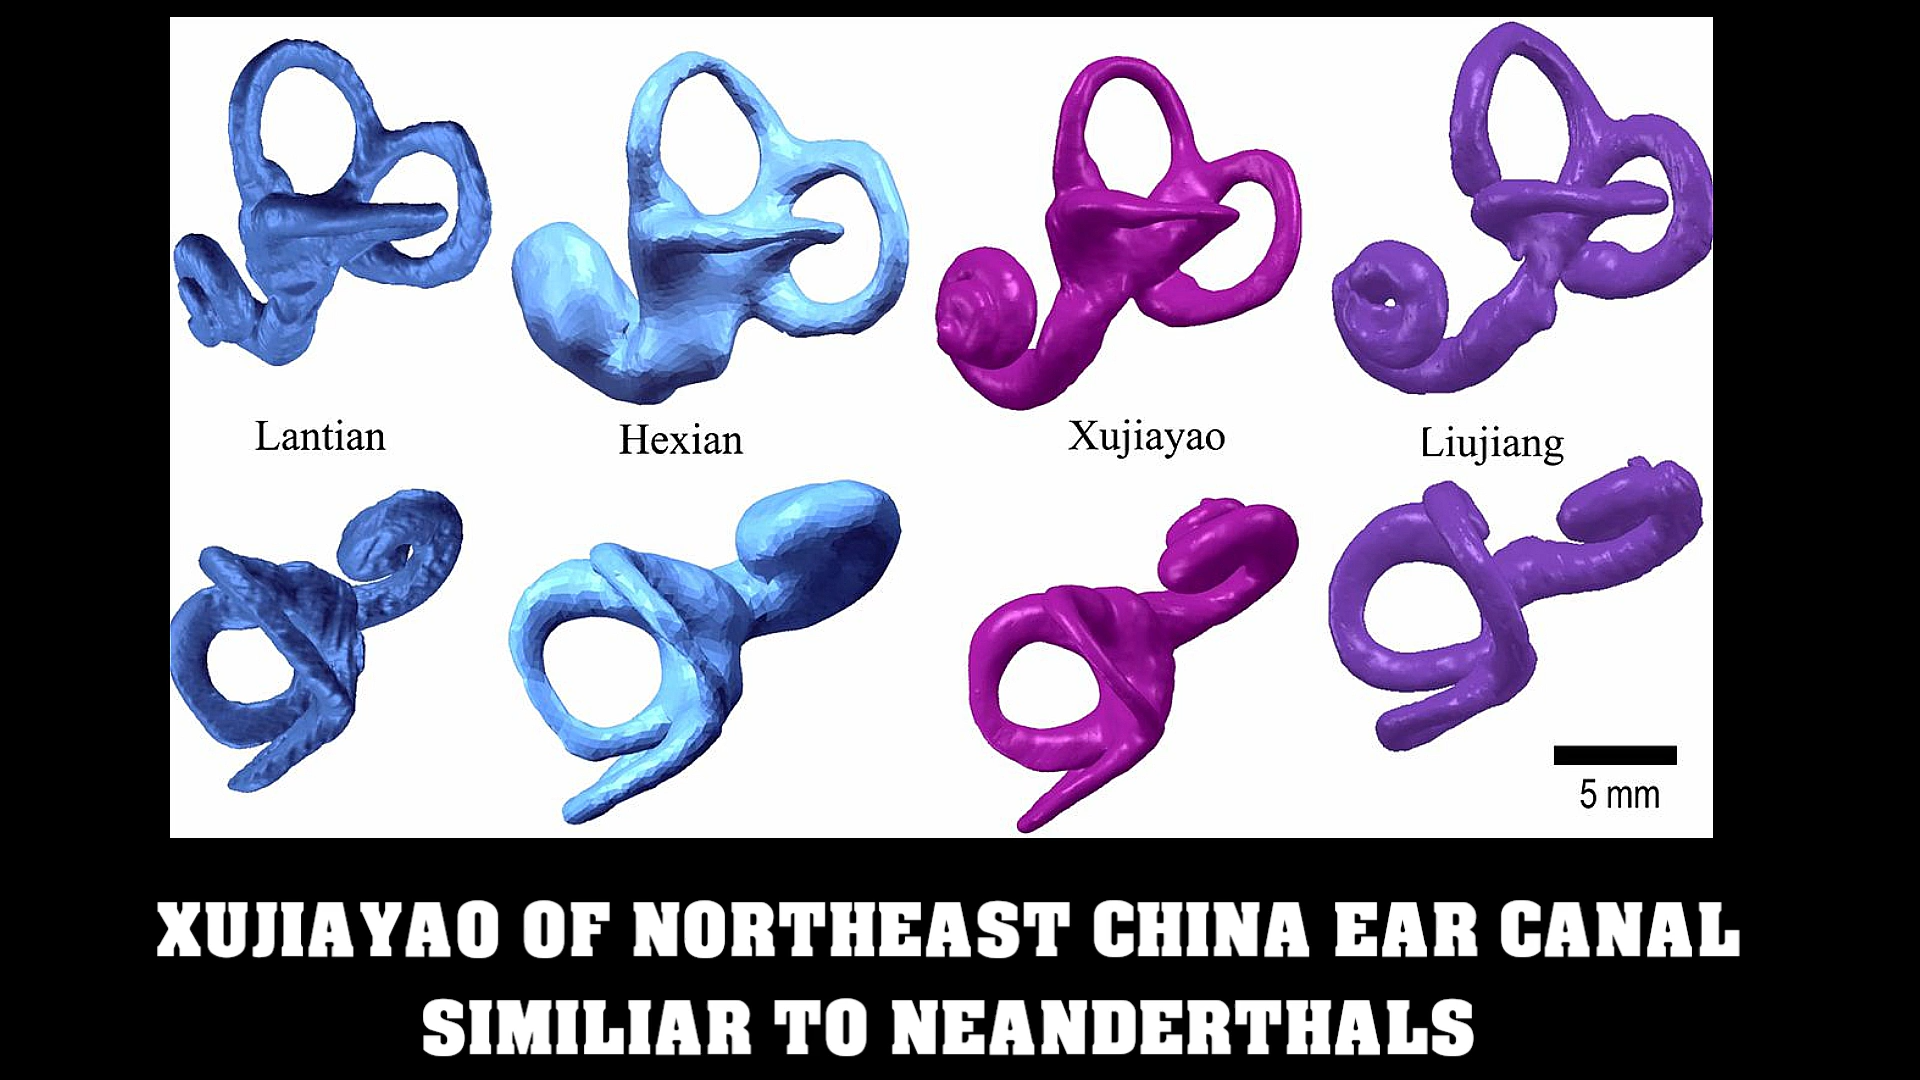 Lantian
Hexian
Xujiayao
Liujiang
5 mm
XUJIAYAO OF NORTHEAST CHINA EAR CANAL
SIMILIAR TO NEANDERTHALS